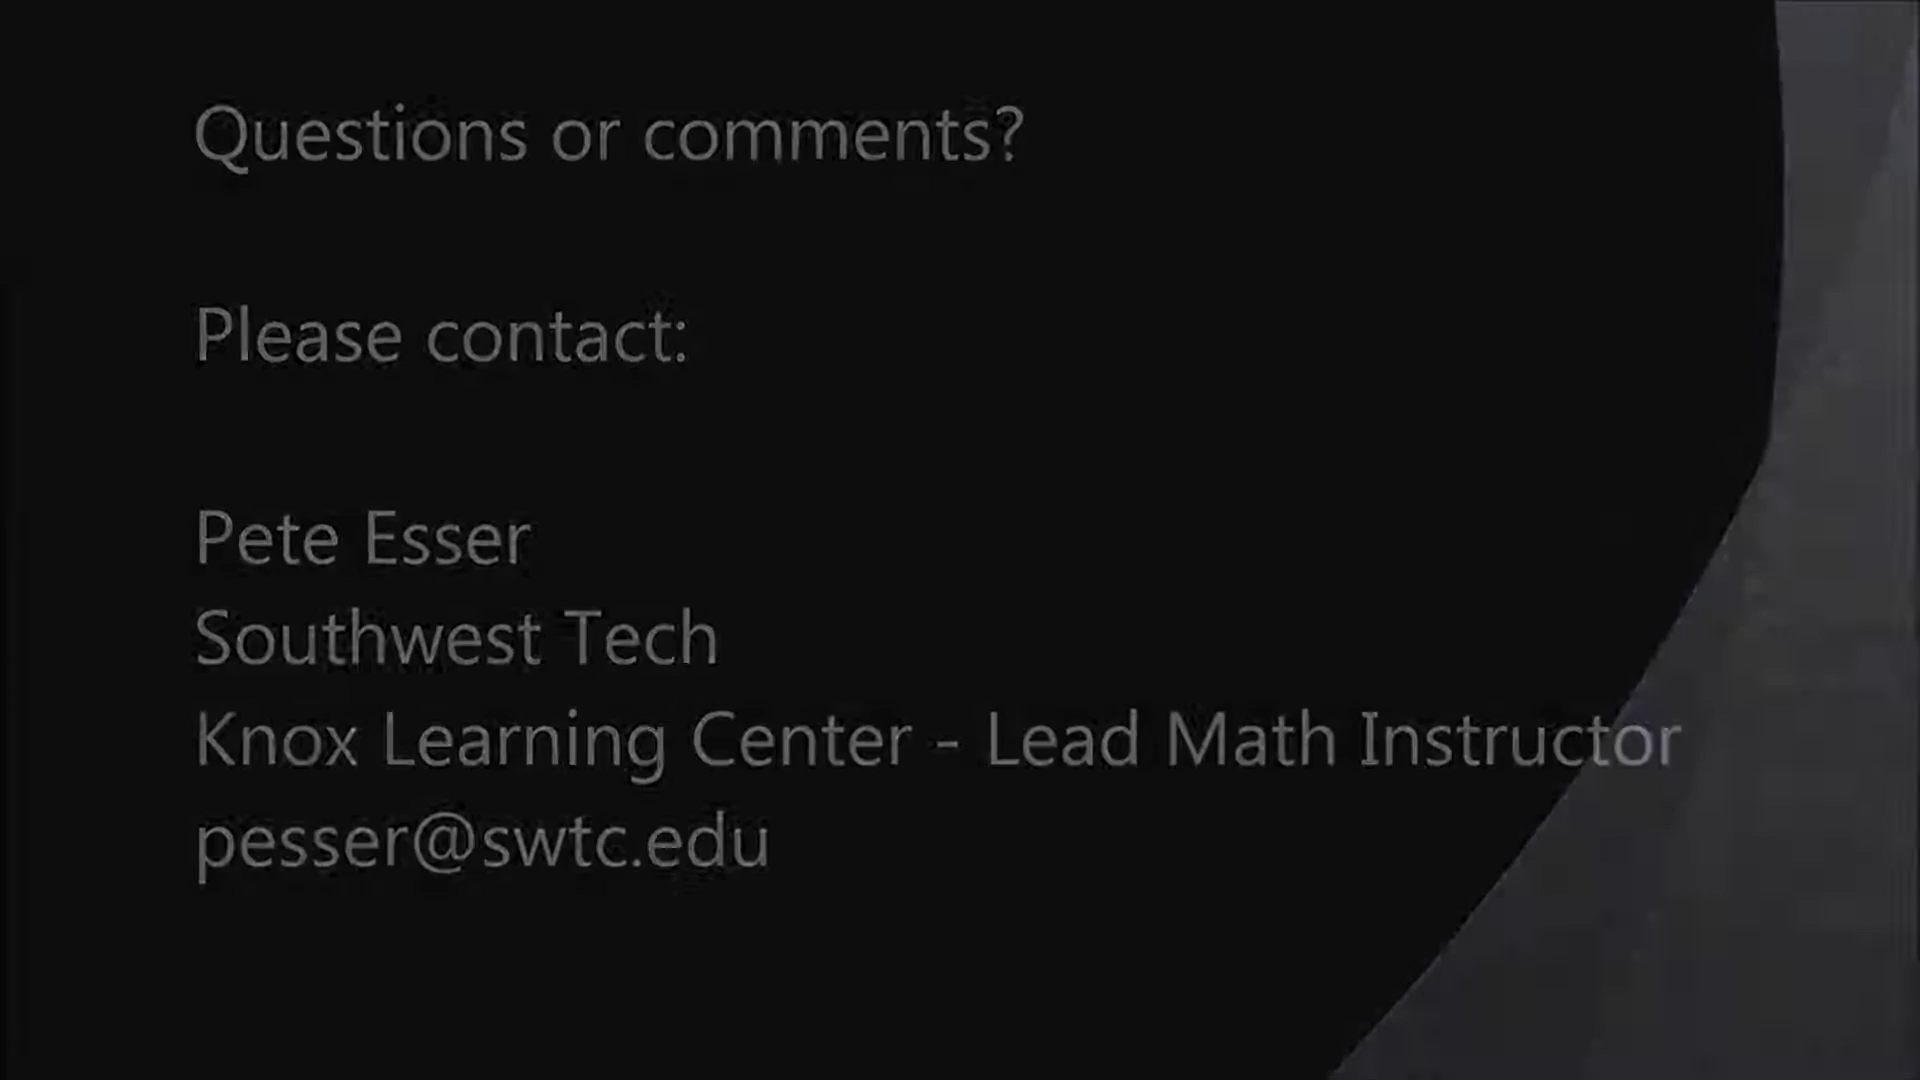 Questions or comments?
Please contact:
Pete Esser
Southwest Tech
Knox Learning Center - Lead Math Instructor
pesser@swtc.edu